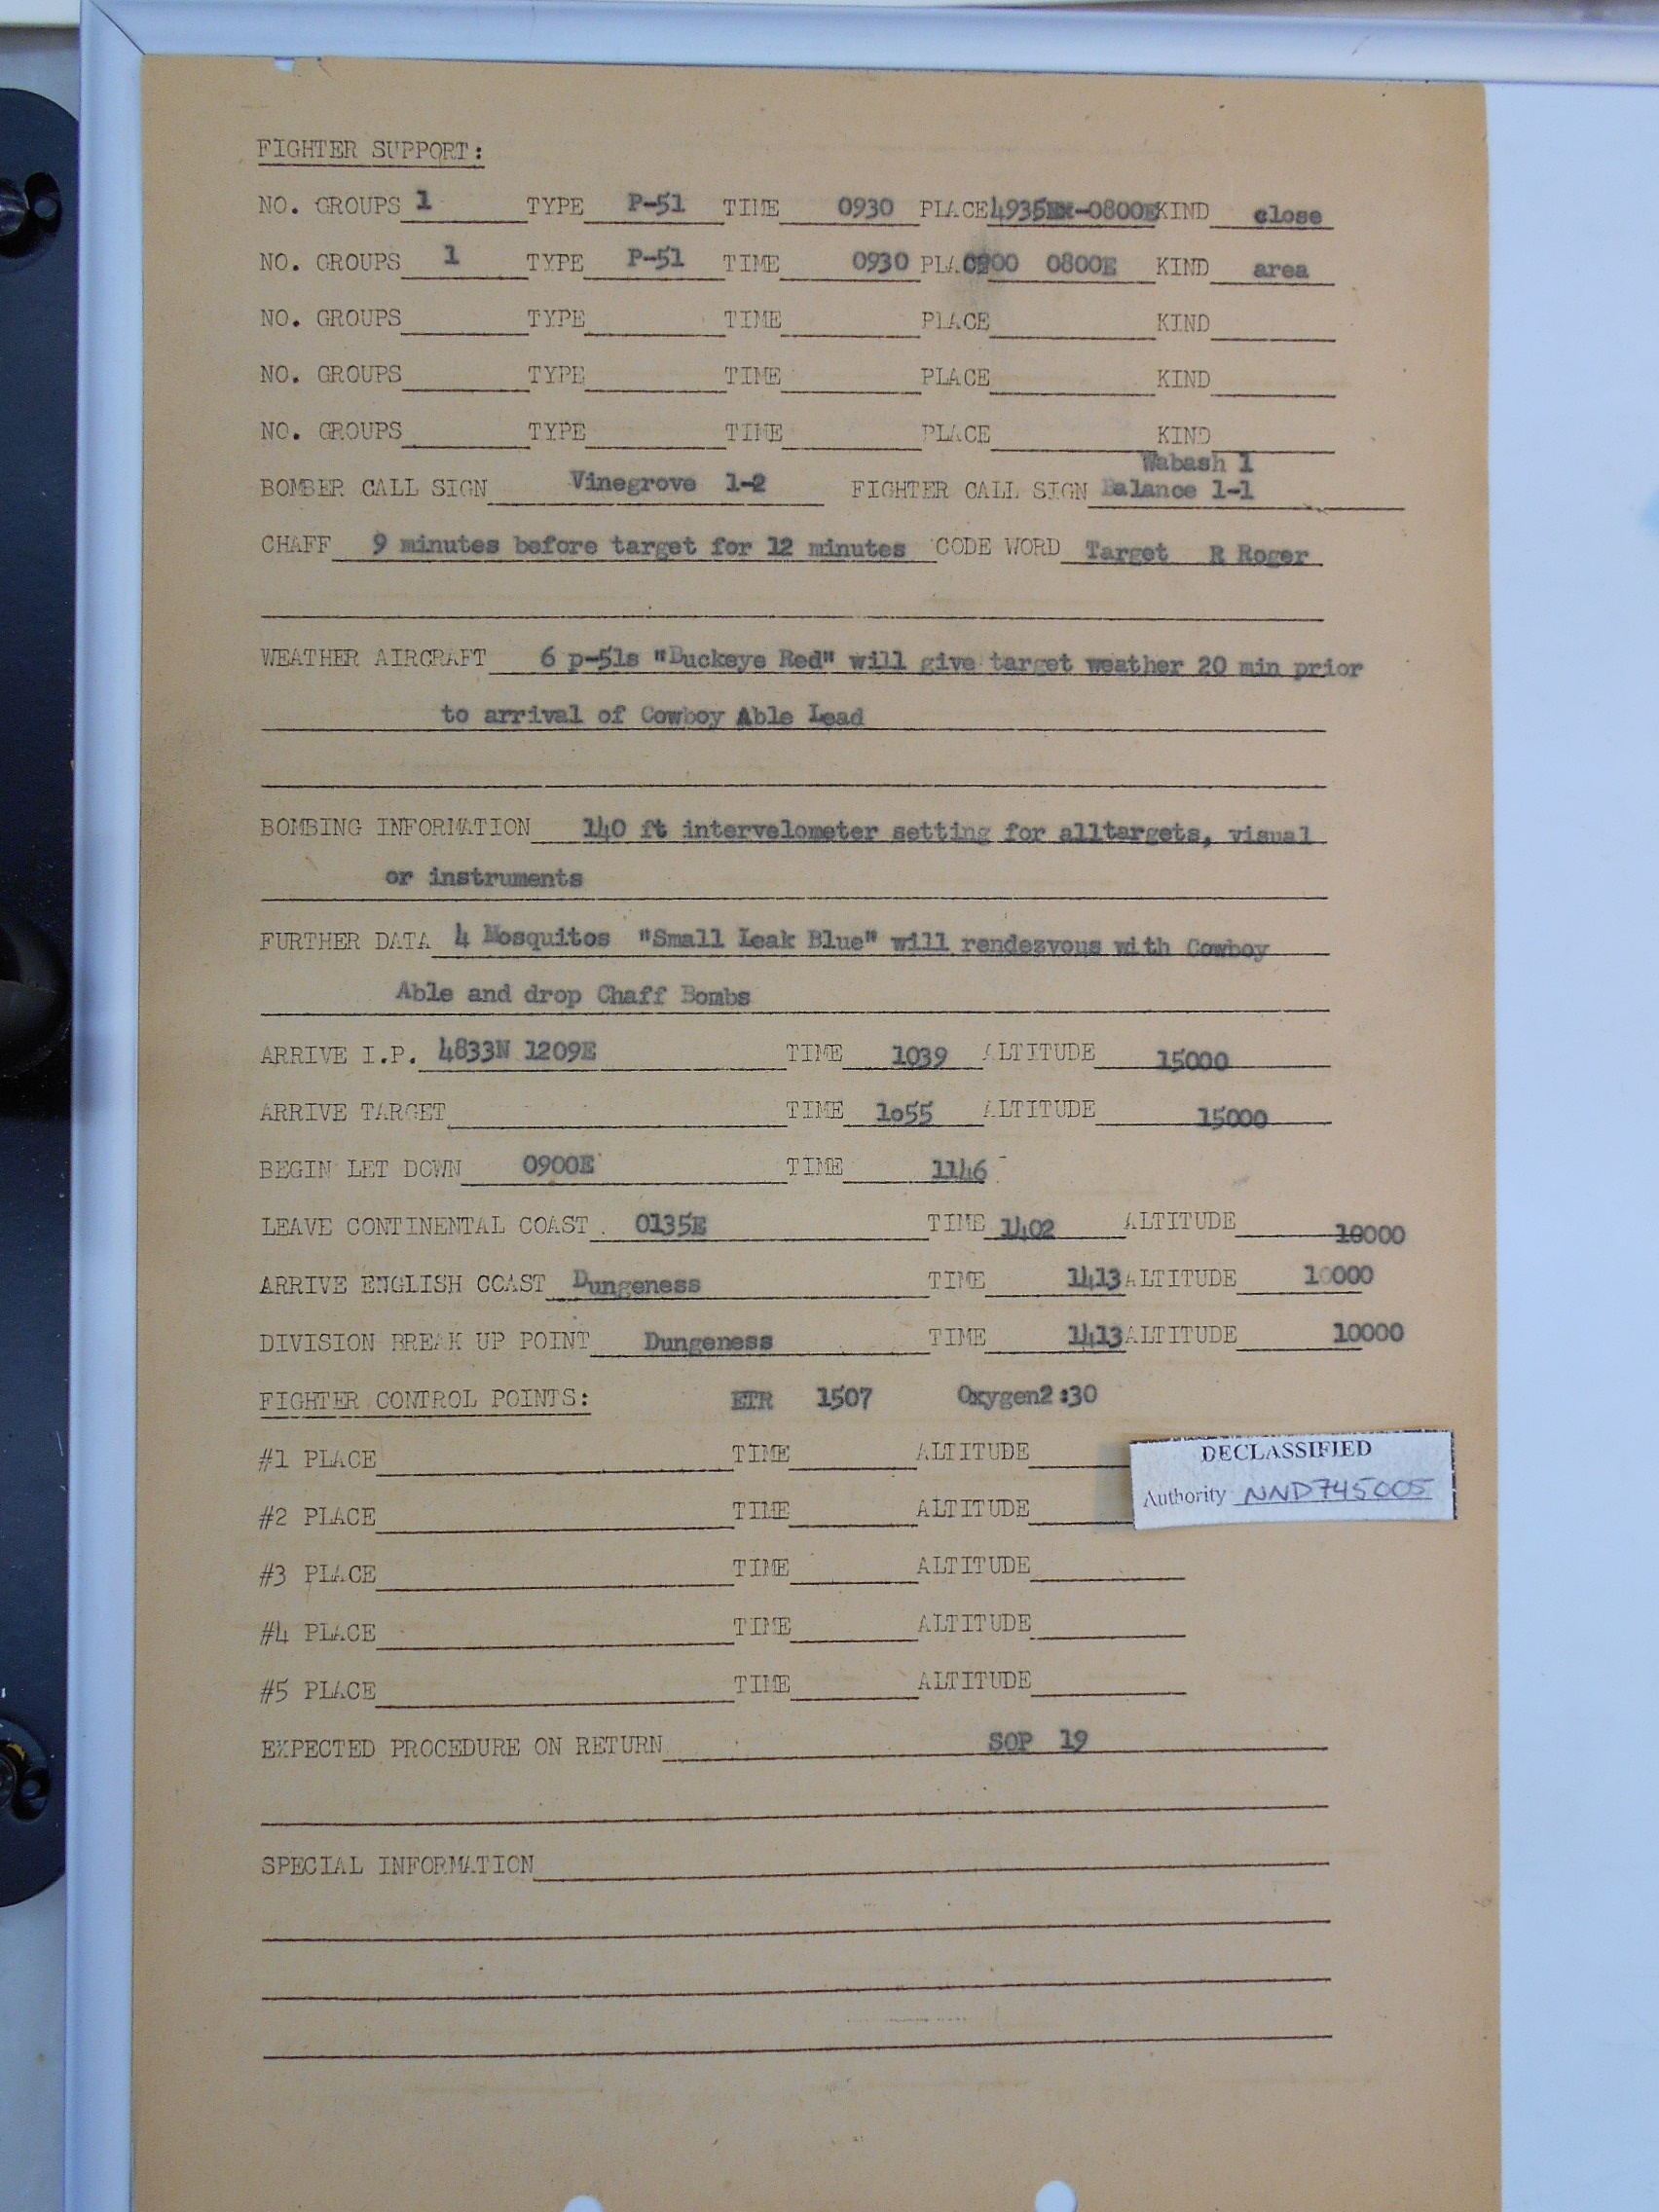 FIGHTER SUPPORT:
NO. GROUPS 1 TYPE P-51 TIME 0930 PLACE 4935 -0800E KIND close
NO. GROUPS 1 TYPE P-51 TIME 0930 PLACE 0800E KIND area
NO. GROUPS TYPE TIME PLACE KIND
NO. GROUPS TYPE TIME PLACE KIND
NO. GROUPS TYPE TIME PLACE KIND
Wabash 1
BOMBER CALL SIGN Vinegrove 1-2 FIGHTER CALL SIGN Balance 1-1
CHAFF 9 minutes before target for 12 minutes CODE WORD Target R Roger
WEATHER AIRCRAFT 6 p-51s "Buckeye Red" will give target weather 20 min prior
to arrival of Cowboy Able Lead
BOMBING INFORMATION 140 ft intervelometer setting for alltargets, visual
or instruments
FURTHER DATA 4 Mosquitos "Small Leak Blue" will rendezvous with Cowboy
Able and drop Chaff Bombs
ARRIVE I.P. 4833N 1209E TIME 1039 ALTITUDE 15000
ARRIVE TARGET TIME 1o55 ALTITUDE 15000
BEGIN LET DOWN 0900E TIME 1146
LEAVE CONTINENTAL COAST 0135E TIME 1402 ALTITUDE 10000
ARRIVE ENGLISH COAST Dungeness TIME 1413 ALTITUDE 10000
DIVISION BREAK UP POINT Dungeness TIME 1413 ALTITUDE 10000
FIGHTER CONTROL POINTS: ETR 1507 Oxygen2:30
#1 PLACE TIME ALTITUDE
DECLASSIFIED
Authority NND745005
#2 PLACE TIME ALTITUDE
#3 PLACE TIME ALTITUDE
#4 PLACE TIME ALTITUDE
#5 PLACE TIME ALTITUDE
EXPECTED PROCEDURE ON RETURN SOP 19
SPECIAL INFORMATION